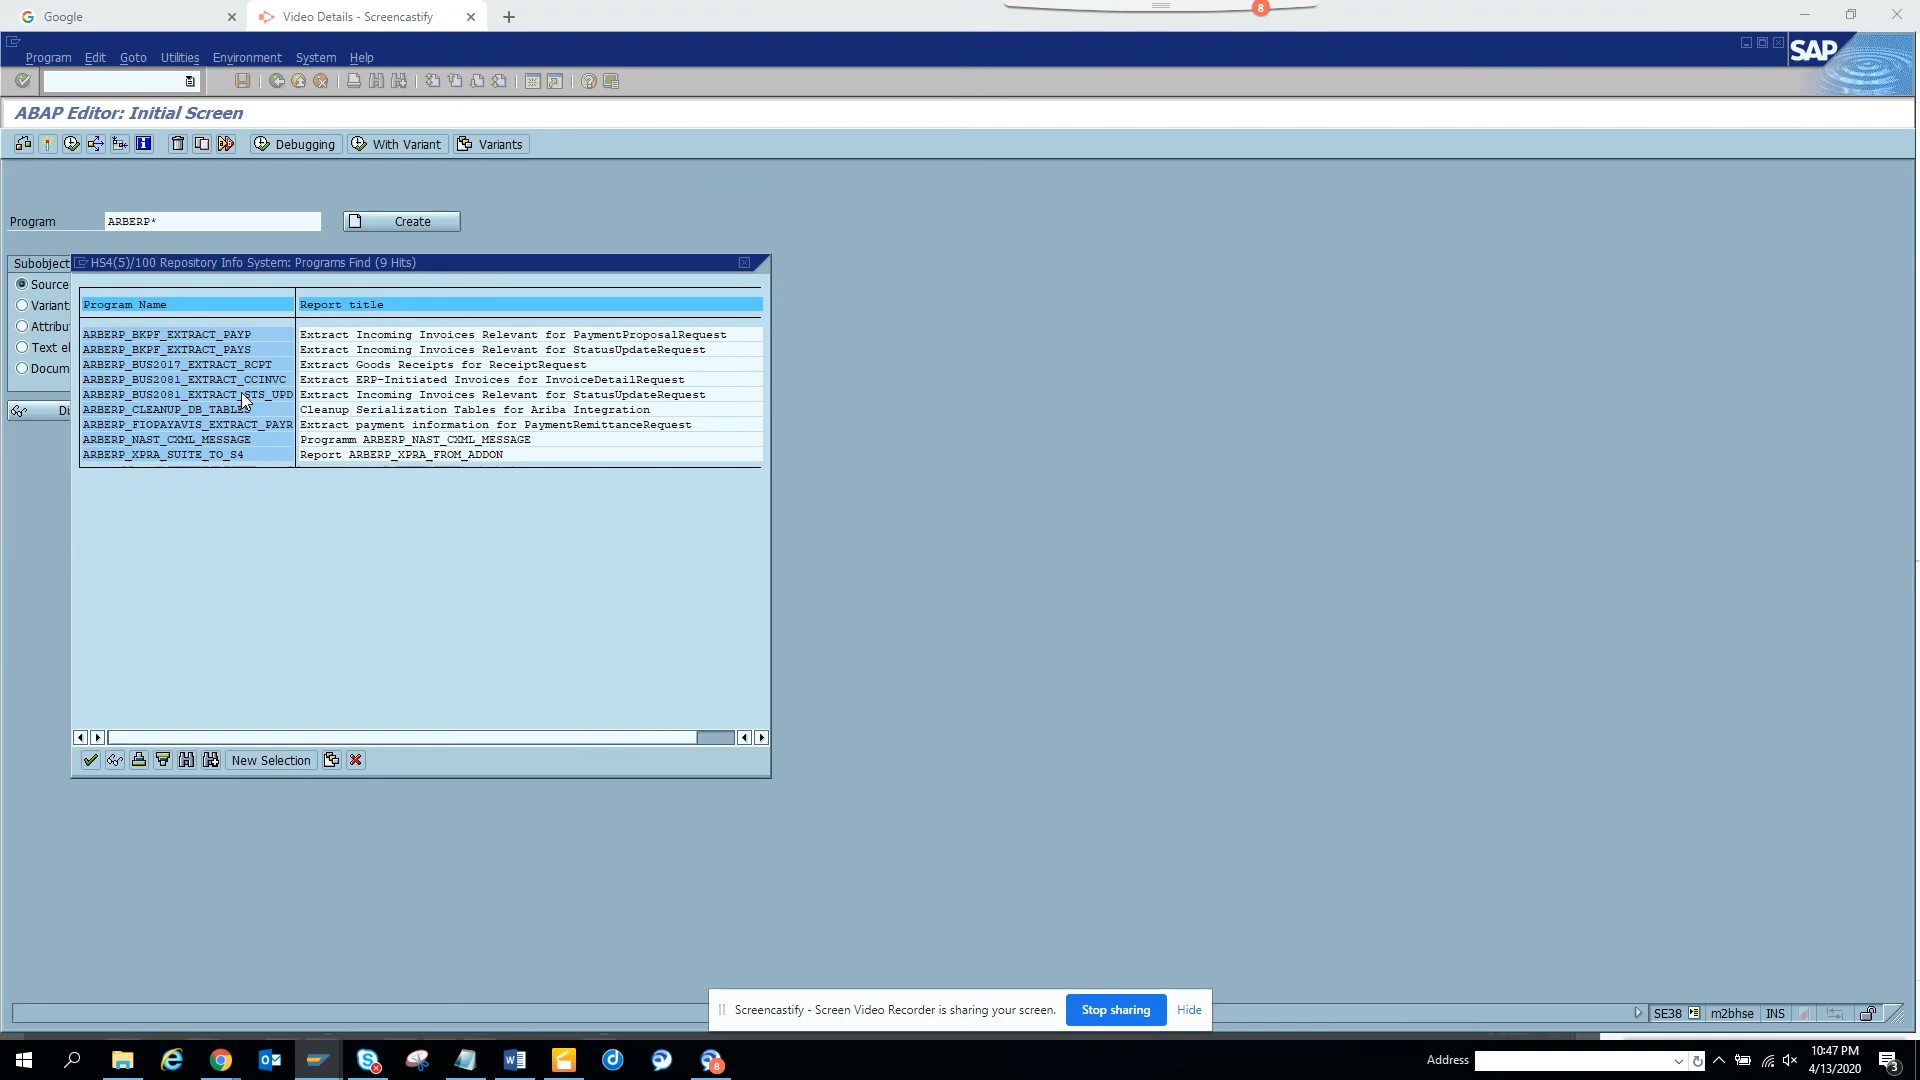 Google
Video Details - Screencastify
8
Program Edit Goto Utilities Environment System Help
SAP
ABAP Editor: Initial Screen
Debugging With Variant Variants
Program ARBERP* Create
Subobject
HS4(5)/100 Repository Info System: Programs Find (9 Hits)
Source
Variant
Attribu
Text el
Docum
Di
Program Name Report title
ARBERP_BKPF_EXTRACT_PAYP Extract Incoming Invoices Relevant for PaymentProposalRequest
ARBERP_BKPF_EXTRACT_PAYS Extract Incoming Invoices Relevant for StatusUpdateRequest
ARBERP_BUS2017_EXTRACT_RCPT Extract Goods Receipts for ReceiptRequest
ARBERP_BUS2081_EXTRACT_CCINVC Extract ERP-Initiated Invoices for InvoiceDetailRequest
ARBERP_BUS2081_EXTRACT_STS_UPD Extract Incoming Invoices Relevant for StatusUpdateRequest
ARBERP_CLEANUP_DB_TABLES Cleanup Serialization Tables for Ariba Integration
ARBERP_FIOPAYAVIS_EXTRACT_PAYR Extract payment information for PaymentRemittanceRequest
ARBERP_NAST_CXML_MESSAGE Programm ARBERP_NAST_CXML_MESSAGE
ARBERP_XPRA_SUITE_TO_S4 Report ARBERP_XPRA_FROM_ADDON
New Selection
Screencastify - Screen Video Recorder is sharing your screen. Stop sharing Hide
SE38 m2bhse INS
8
Address
10:47 PM
4/13/2020
3